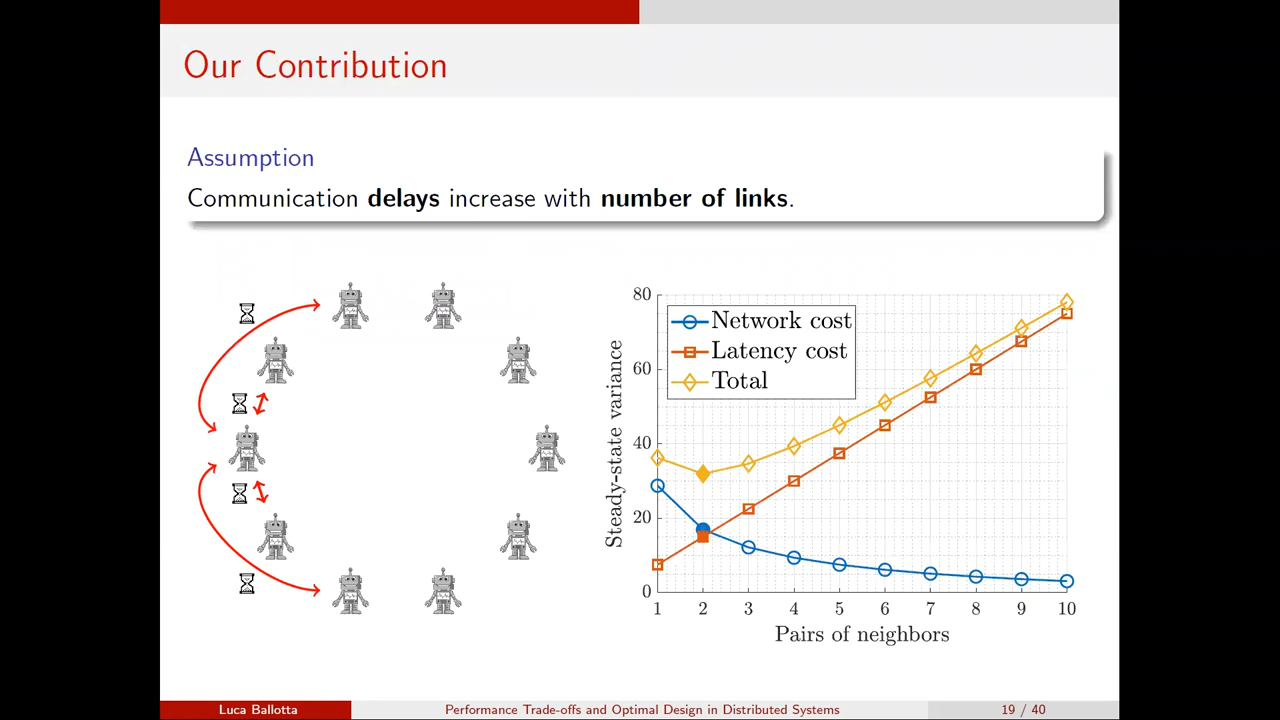 Our Contribution
Assumption
Communication delays increase with number of links.
80
60
40
20
0
Steady-state variance
Network cost
Latency cost
Total
1 2 3 4 5 6 7 8 9 10
Pairs of neighbors
Luca Ballotta
Performance Trade-offs and Optimal Design in Distributed Systems
19 / 40